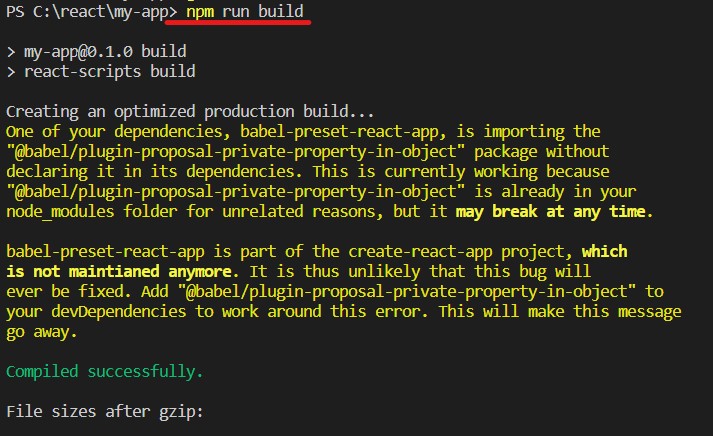 PS C:\react\my-app> npm run build
> my-app@0.1.0 build
> react-scripts build
Creating an optimized production build...
One of your dependencies, babel-preset-react-app, is importing the
"@babel/plugin-proposal-private-property-in-object" package without
declaring it in its dependencies. This is currently working because
"@babel/plugin-proposal-private-property-in-object" is already in your
node_modules folder for unrelated reasons, but it may break at any time.
babel-preset-react-app is part of the create-react-app project, which
is not maintianed anymore. It is thus unlikely that this bug will
ever be fixed. Add "@babel/plugin-proposal-private-property-in-object" to
your devDependencies to work around this error. This will make this message
go away.
Compiled successfully.
File sizes after gzip: